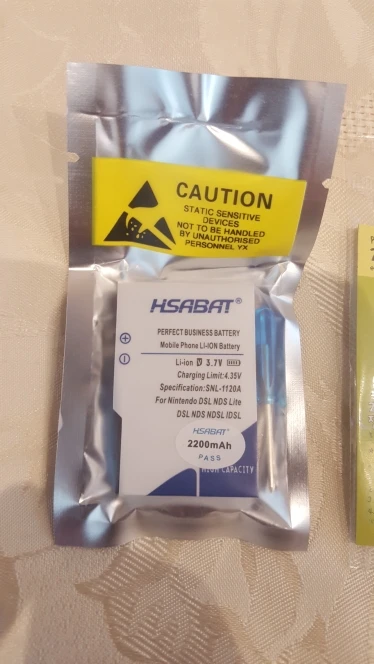 CAUTION
STATIC SENSITIVE
DEVICES
NOT TO BE HANDLED
BY UNAUTHORISED
PERSONNEL YX
HSABAT®
PERFECT BUSINESS BATTERY
Mobile Phone LI-ION Battery
Li-ion 3.7V
Charging Limit:4.35V
Specification:SNL-1120A
For Nintendo DSL NDS Lite
DSL NDS NDSL IDSL
HSABAT
2200mAh
PASS
HIGH CAPACITY